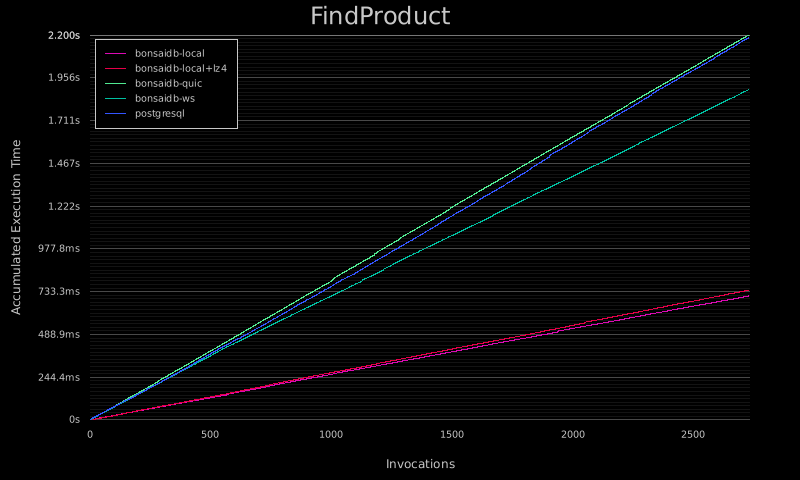 FindProduct
2.200s
1.956s
1.711s
1.467s
1.222s
977.8ms
733.3ms
488.9ms
244.4ms
0s
bonsaidb-local
bonsaidb-local+lz4
bonsaidb-quic
bonsaidb-ws
postgresql
Accumulated Execution Time
0 500 1000 1500 2000 2500
Invocations